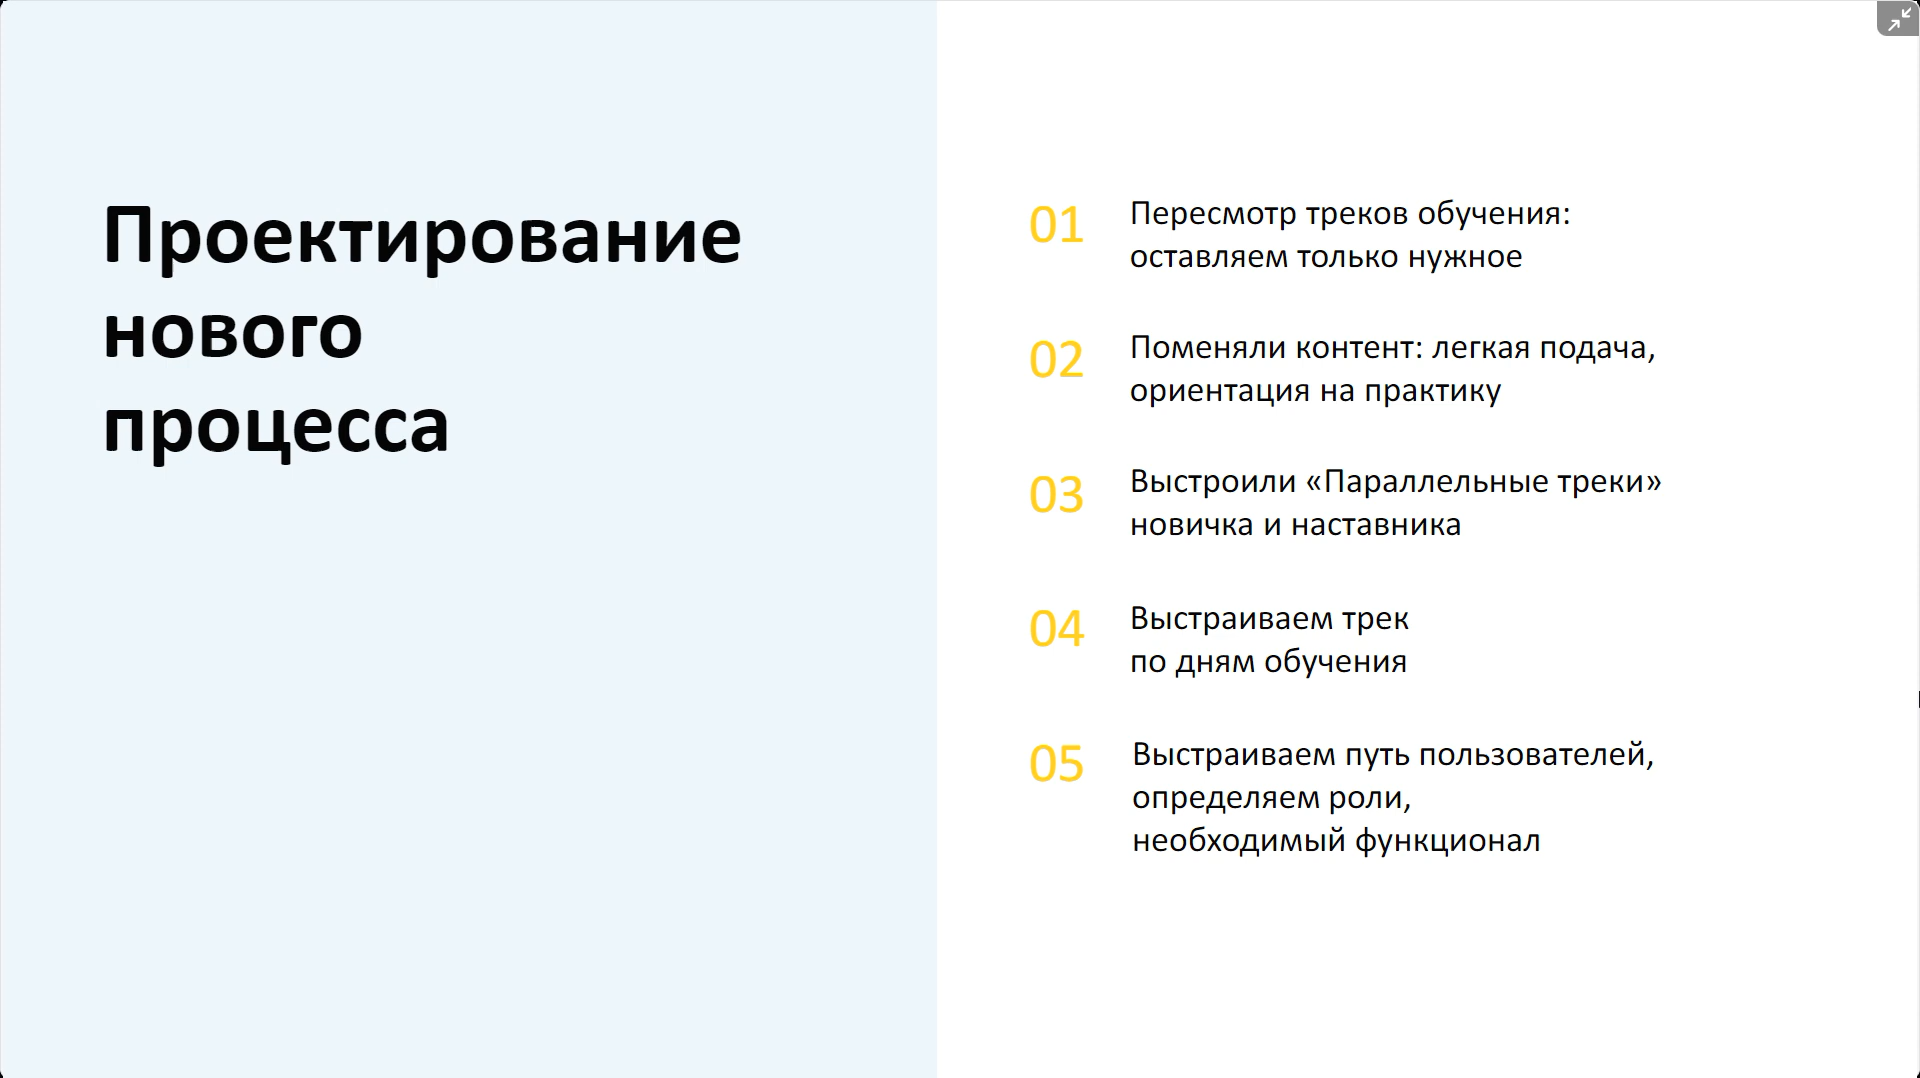 Проектирование
нового
процесса
01
Пересмотр треков обучения:
оставляем только нужное
02
Поменяли контент: легкая подача,
ориентация на практику
03
Выстроили «Параллельные треки»
новичка и наставника
04
Выстраиваем трек
по дням обучения
05
Выстраиваем путь пользователей,
определяем роли,
необходимый функционал